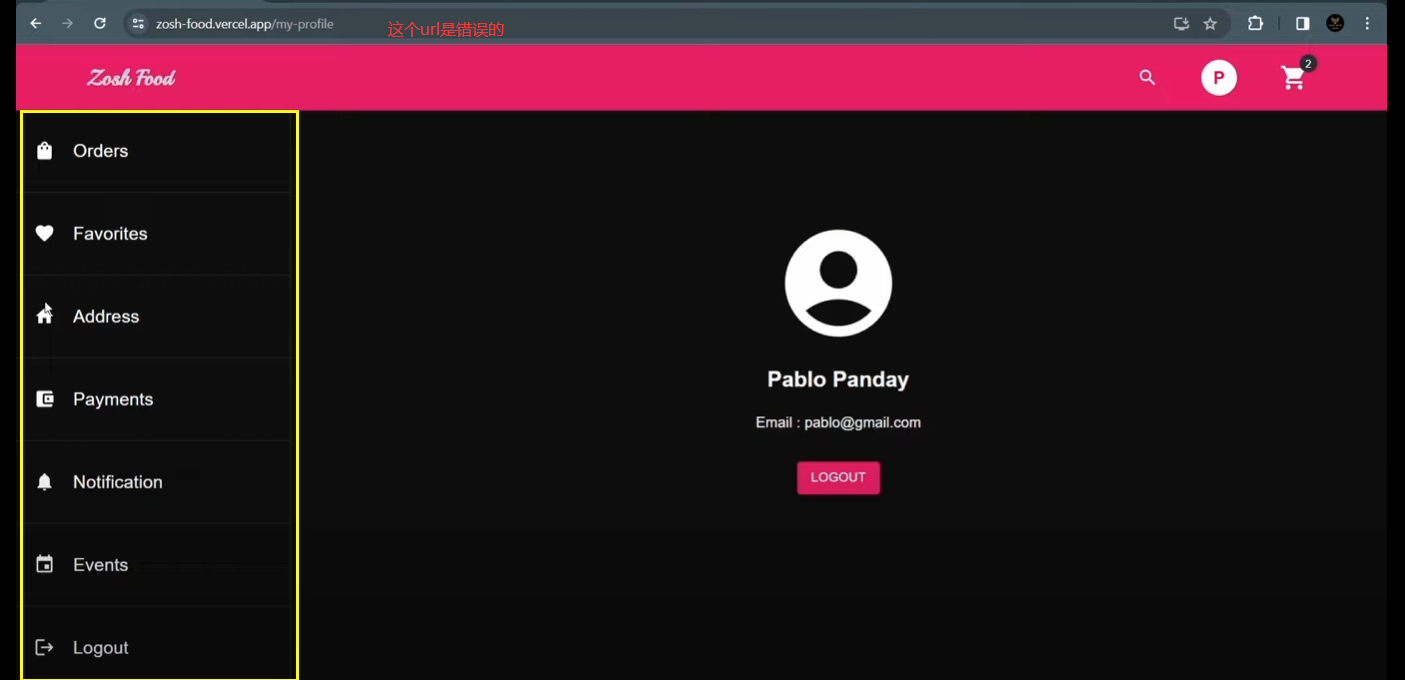 zosh-food.vercel.app/my-profile
这个url是错误的
Zosh Food
P
2
Orders
Favorites
Address
Payments
Notification
Events
Logout
Pablo Panday
Email : pablo@gmail.com
LOGOUT